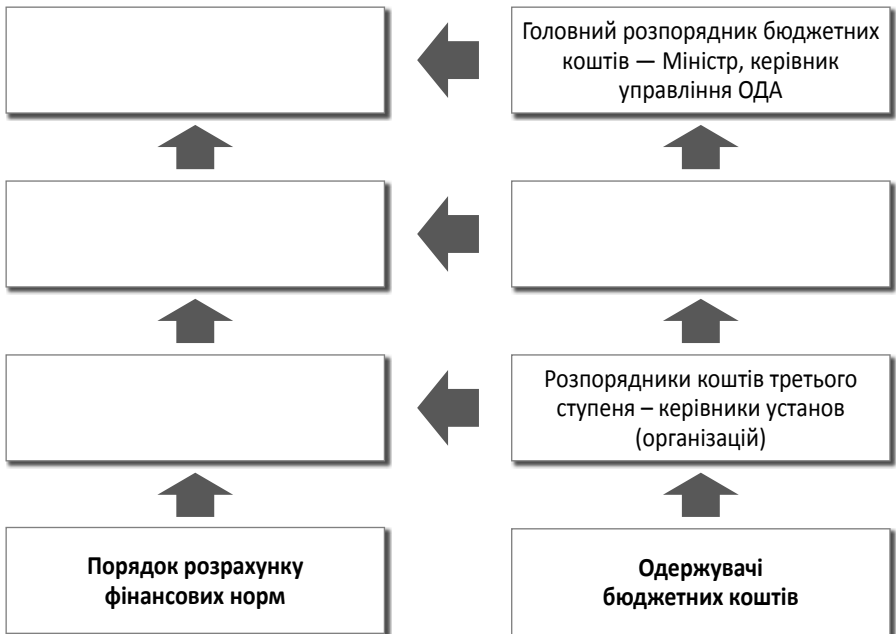 Головний розпорядник бюджетних
коштів — Міністр, керівник
управління ОДА
Розпорядники коштів третього
ступеня – керівники установ
(організацій)
Порядок розрахунку
фінансових норм
Одержувачі
бюджетних коштів